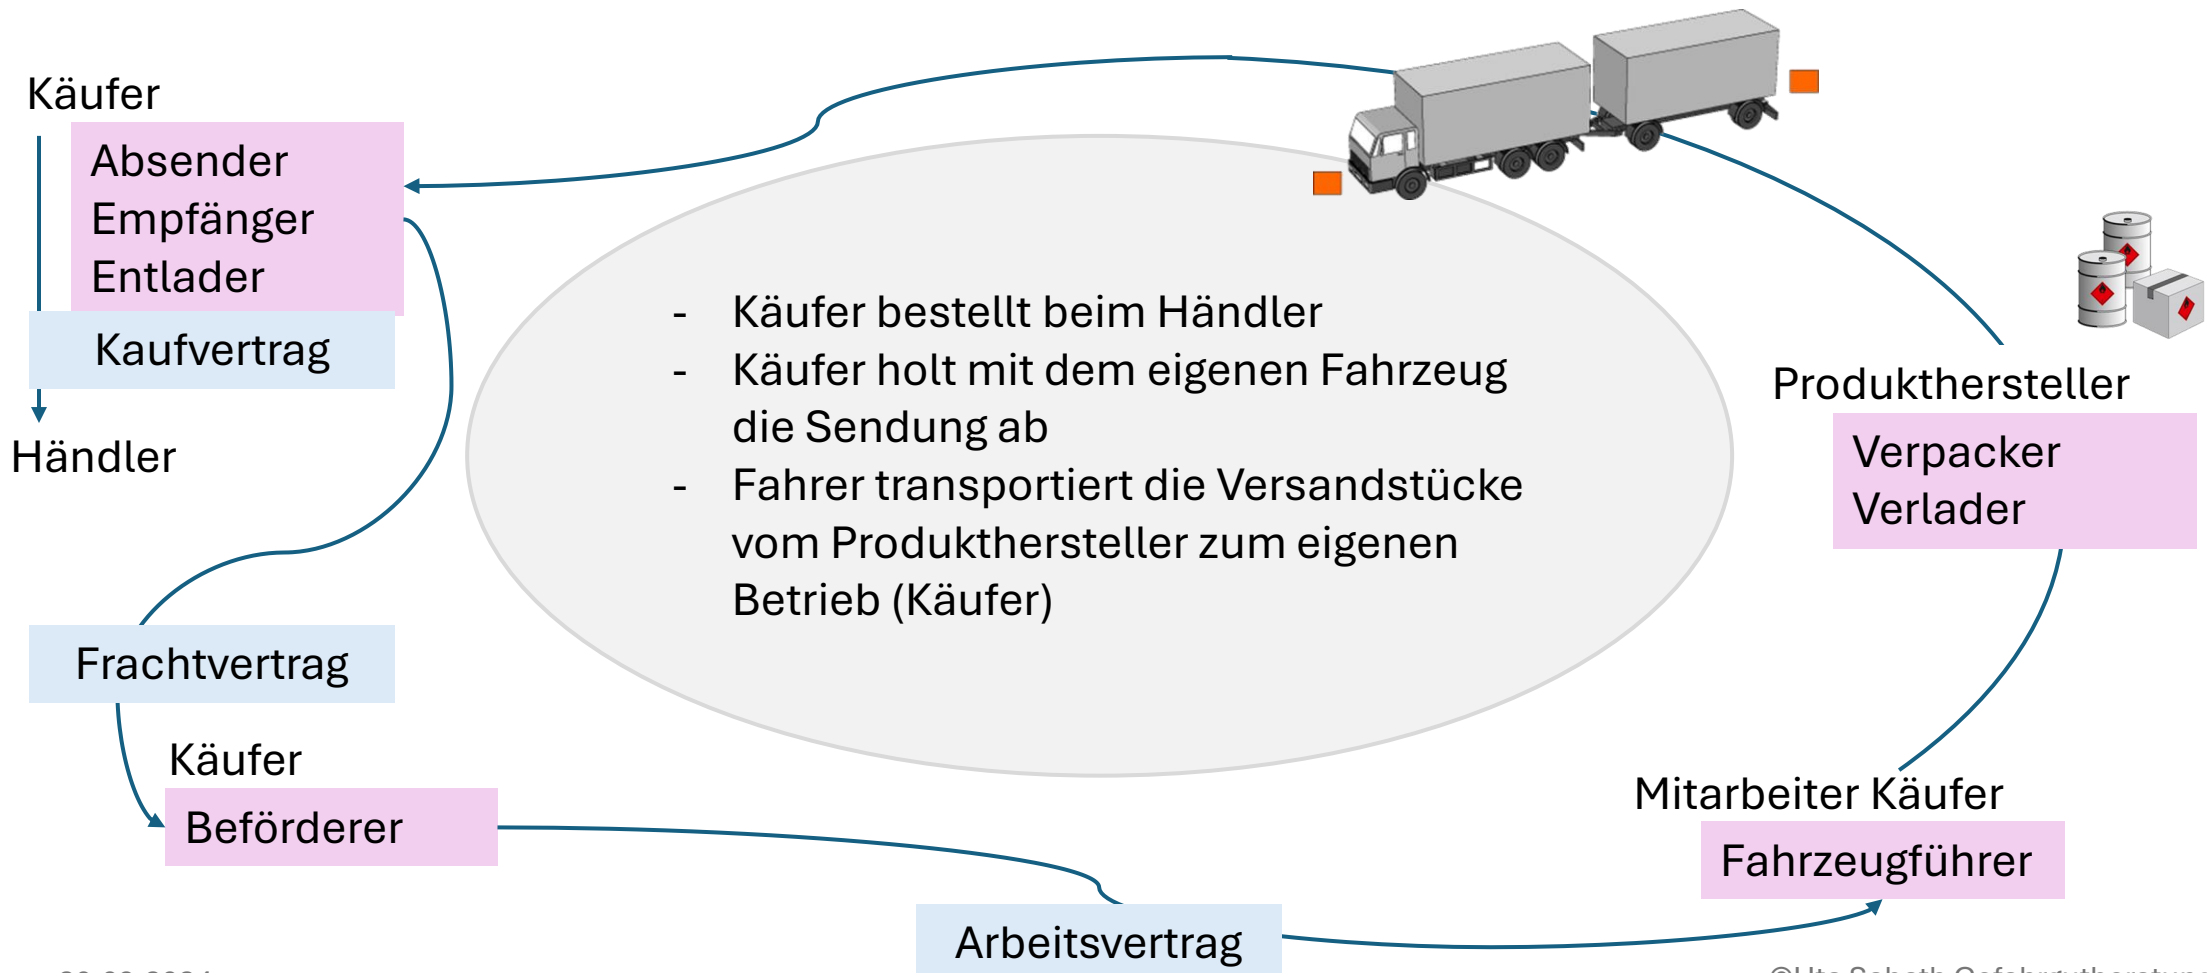 Käufer
Absender
Empfänger
Entlader
Kaufvertrag
Händler
- Käufer bestellt beim Händler
- Käufer holt mit dem eigenen Fahrzeug
die Sendung ab
- Fahrer transportiert die Versandstücke
vom Produkthersteller zum eigenen
Betrieb (Käufer)
Produkthersteller
Verpacker
Verlader
Frachtvertrag
Käufer
Beförderer
Mitarbeiter Käufer
Fahrzeugführer
Arbeitsvertrag